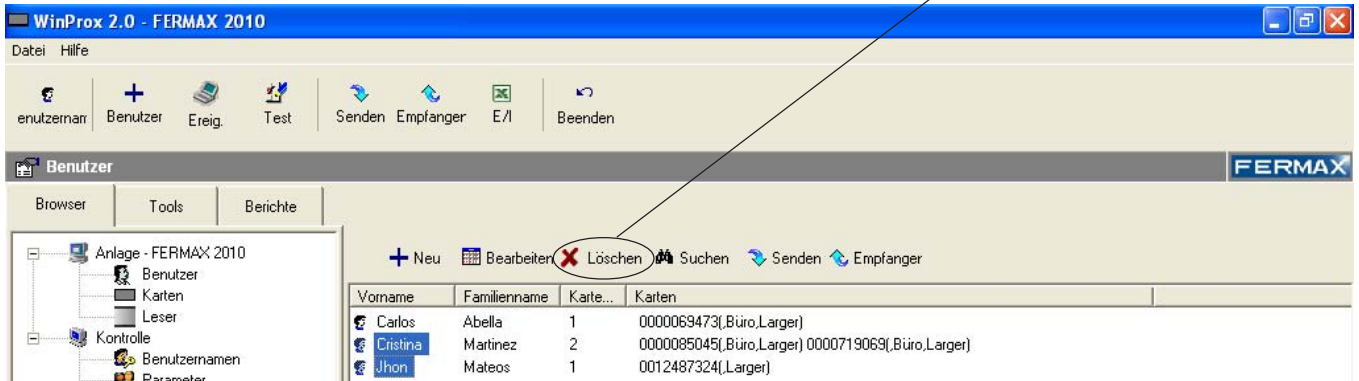 WinProx 2.0 - FERMAX 2010
Datei Hilfe
enutzernam Benutzer Ereig. Test Senden Empfanger E/I Beenden
Benutzer FERMAX
Browser Tools Berichte
Anlage - FERMAX 2010
Benutzer
Karten
Leser
Kontrolle
Benutzernamen
Parameter
Neu Bearbeiten Löschen Suchen Senden Empfanger
Vorname Familienname Karte... Karten
Carlos Abella 1 0000069473(,Büro,Larger)
Cristina Martinez 2 0000085045(,Büro,Larger) 0000719069(,Büro,Larger)
Jhon Mateos 1 0012487324(,Larger)